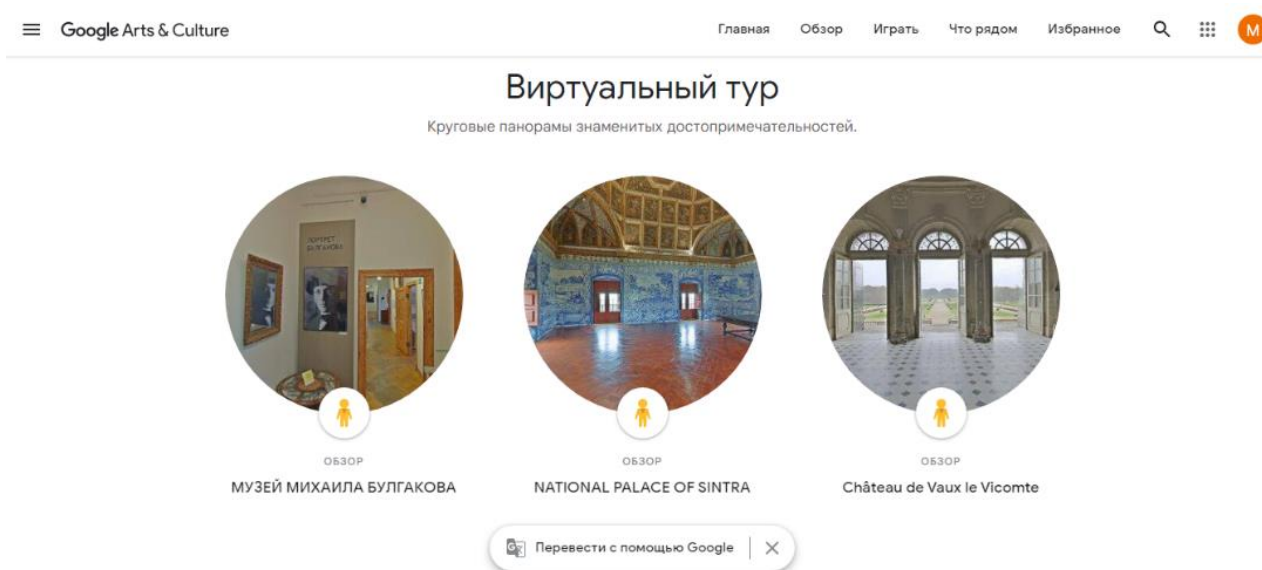 Google Arts & Culture
Главная Обзор Играть Что рядом Избранное M
Виртуальный тур
Круговые панорамы знаменитых достопримечательностей.
ПОРТРЕТ
БУЛГАКОВА
ОБЗОР ОБЗОР ОБЗОР
МУЗЕЙ МИХАИЛА БУЛГАКОВА NATIONAL PALACE OF SINTRA Château de Vaux le Vicomte
Перевести с помощью Google